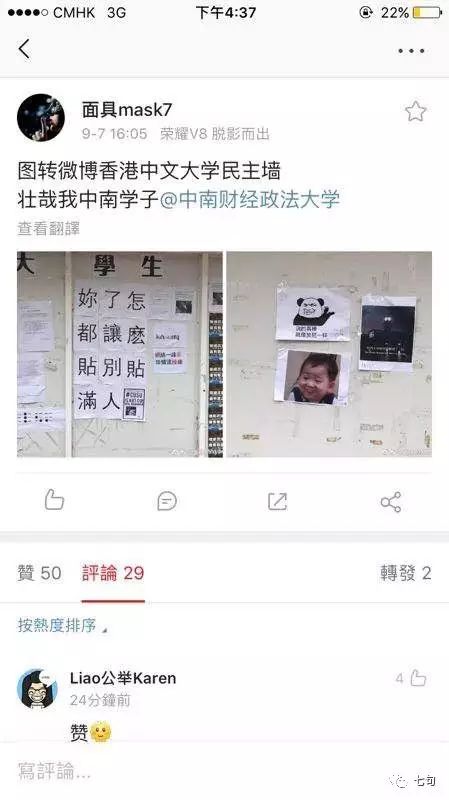 CMHK 3G 下午4:37 22%
面具mask7
9-7 16:05 荣耀V8 脱影而出
图转微博香港中文大学民主墙
壮哉我中南学子@中南财经政法大学
查看翻譯
大 學生
妳了怎
都讓麼
貼別貼
滿人
贊 50
評論 29
轉發 2
按熱度排序
Liao公举Karen
24分鐘前
4
赞
寫評論...
七旬